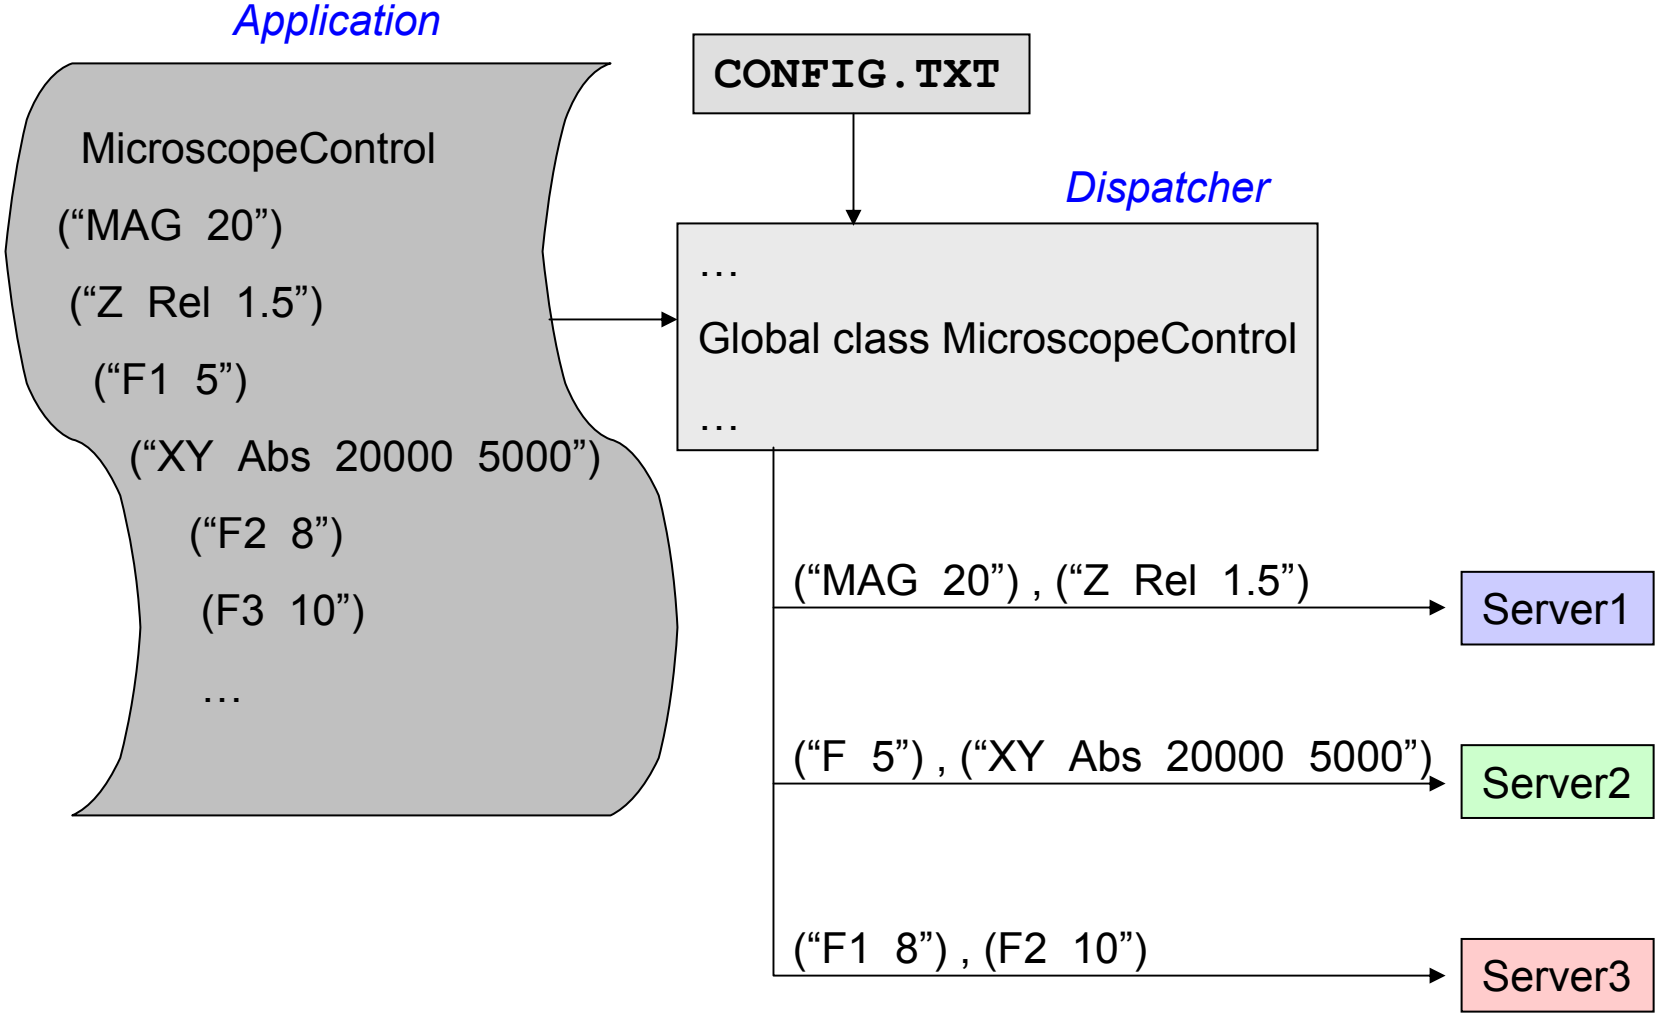 Application
MicroscopeControl
(“MAG 20”)
(“Z Rel 1.5”)
(“F1 5”)
(“XY Abs 20000 5000”)
(“F2 8”)
(F3 10”)
…
CONFIG.TXT
Dispatcher
…
Global class MicroscopeControl
…
(“MAG 20”) , (“Z Rel 1.5”)
Server1
(“F 5”) , (“XY Abs 20000 5000”)
Server2
(“F1 8”) , (F2 10”)
Server3